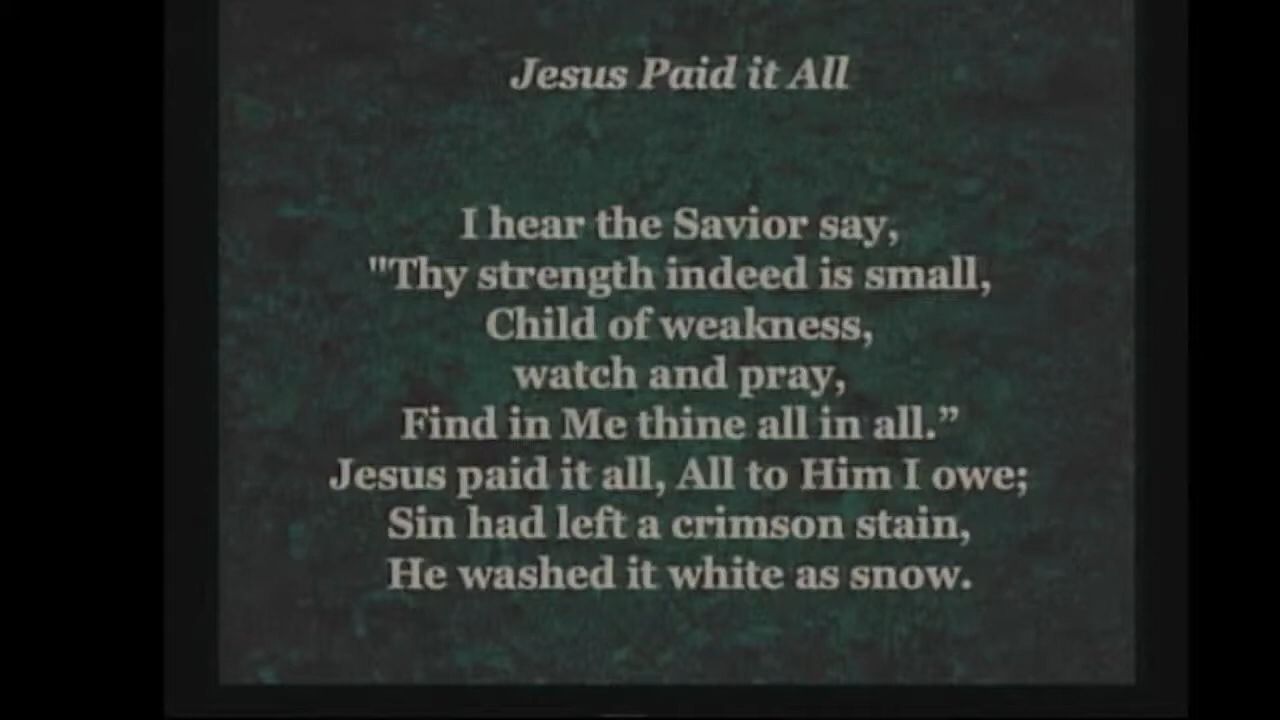 Jesus Paid it All
I hear the Savior say,
"Thy strength indeed is small,
Child of weakness,
watch and pray,
Find in Me thine all in all.”
Jesus paid it all, All to Him I owe;
Sin had left a crimson stain,
He washed it white as snow.